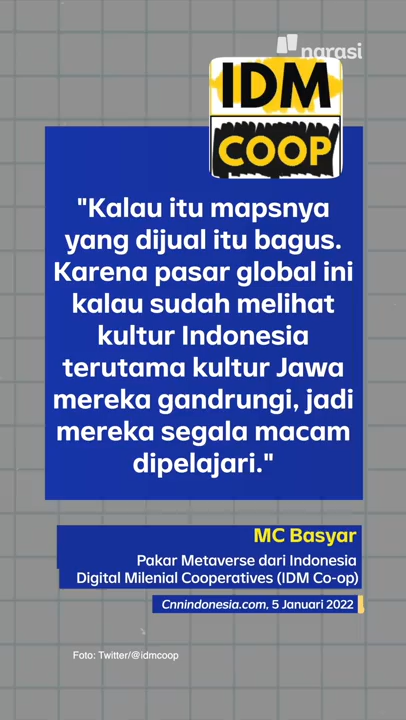 narasi
IDM
COOP
"Kalau itu mapsnya
yang dijual itu bagus.
Karena pasar global ini
kalau sudah melihat
kultur Indonesia
terutama kultur Jawa
mereka gandrungi, jadi
mereka segala macam
dipelajari."
MC Basyar
Pakar Metaverse dari Indonesia
Digital Milenial Cooperatives (IDM Co-op)
Cnnindonesia.com, 5 Januari 2022
Foto: Twitter/@idmcoop